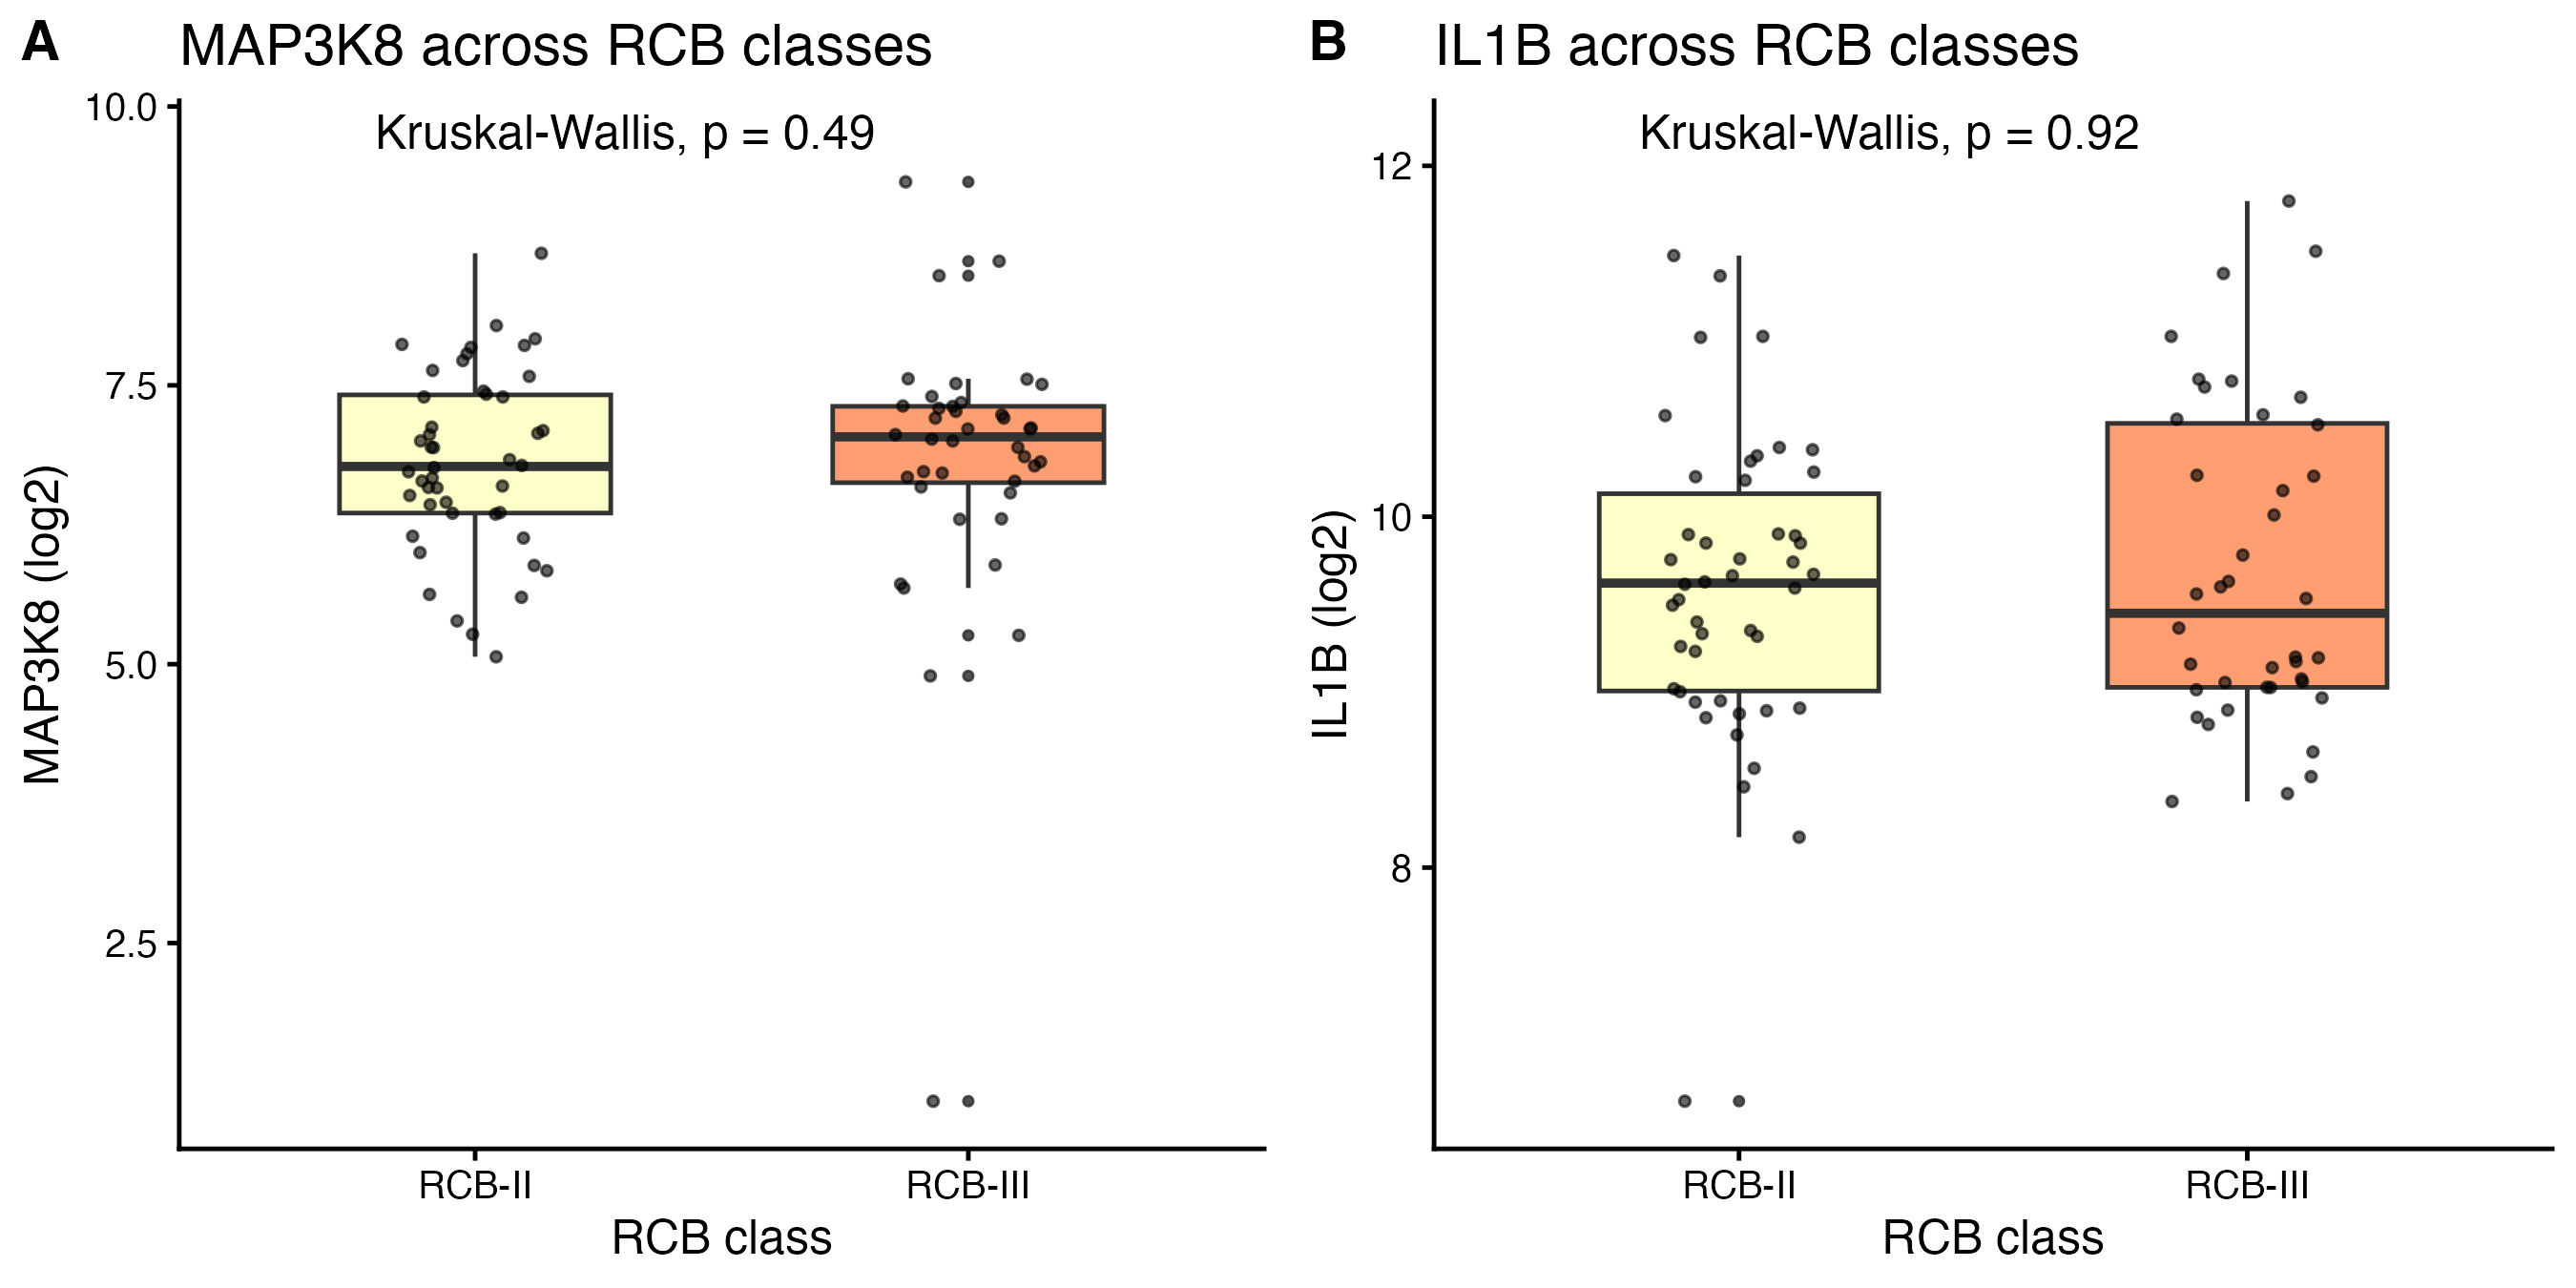 A
MAP3K8 across RCB classes
Kruskal-Wallis, p = 0.49
10.0
7.5
5.0
2.5
MAP3K8 (log2)
RCB-II
RCB-III
RCB class
B
IL1B across RCB classes
Kruskal-Wallis, p = 0.92
12
10
8
IL1B (log2)
RCB-II
RCB-III
RCB class